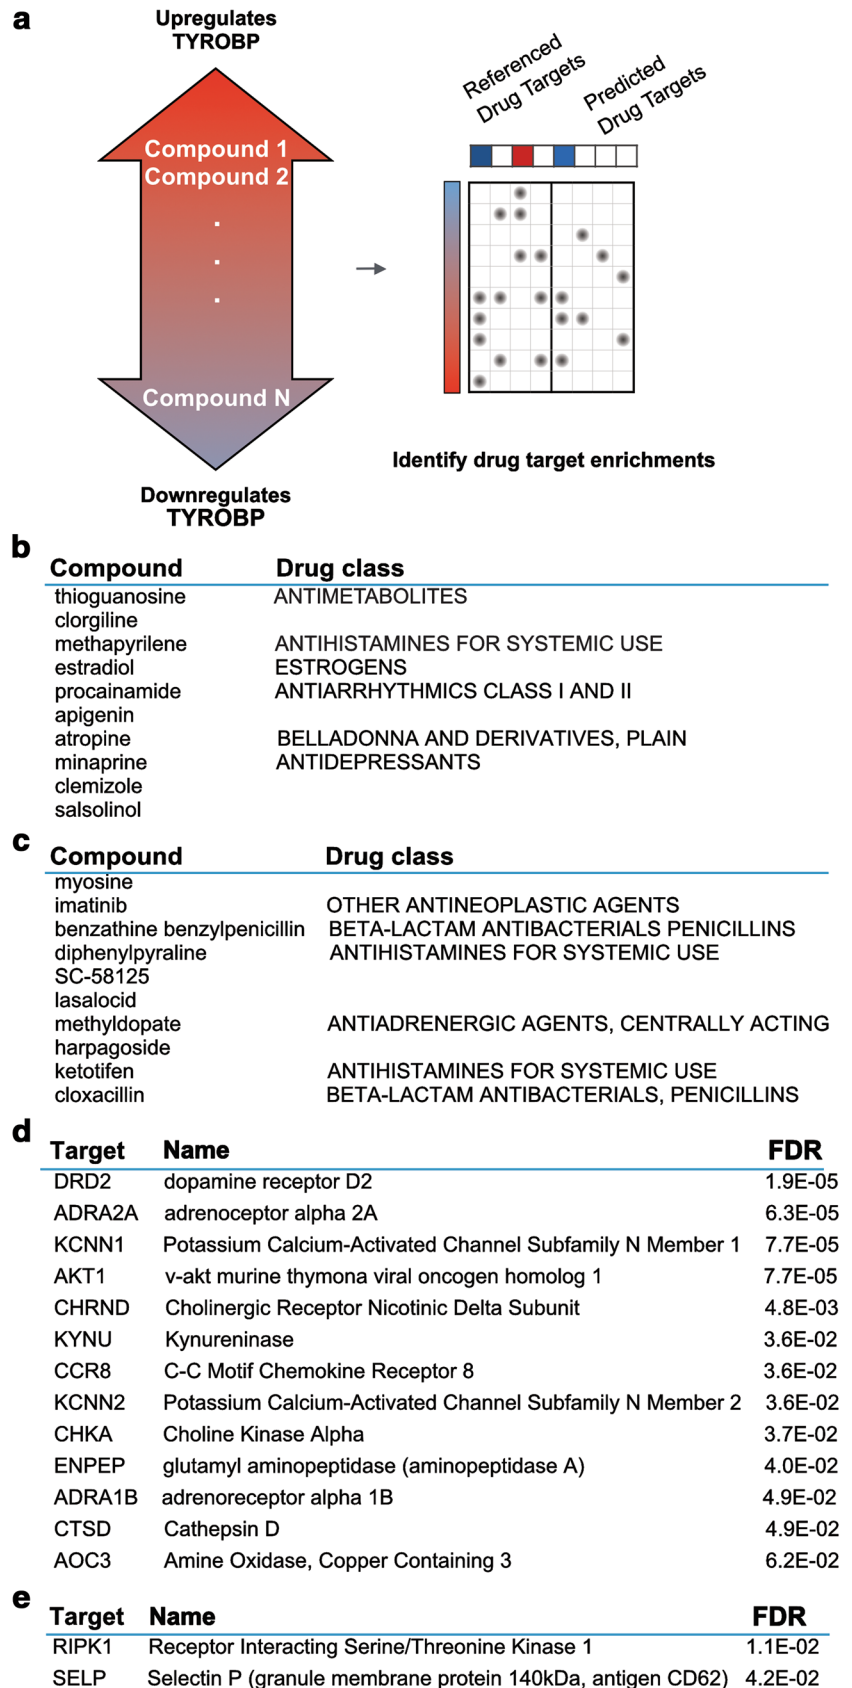 a
Upregulates
TYROBP
Compound 1
Compound 2
.
.
.
Compound N
Downregulates
TYROBP
Referenced
Drug Targets
Predicted
Drug Targets
Identify drug target enrichments
b
Compound Drug class
thioguanosine ANTIMETABOLITES
clorgiline
methapyrilene ANTIHISTAMINES FOR SYSTEMIC USE
estradiol ESTROGENS
procainamide ANTIARRHYTHMICS CLASS I AND II
apigenin
atropine BELLADONNA AND DERIVATIVES, PLAIN
minaprine ANTIDEPRESSANTS
clemizole
salsolinol
c
Compound Drug class
myosine
imatinib OTHER ANTINEOPLASTIC AGENTS
benzathine benzylpenicillin BETA-LACTAM ANTIBACTERIALS PENICILLINS
diphenylpyraline ANTIHISTAMINES FOR SYSTEMIC USE
SC-58125
lasalocid
methyldopate ANTIADRENERGIC AGENTS, CENTRALLY ACTING
harpagoside
ketotifen ANTIHISTAMINES FOR SYSTEMIC USE
cloxacillin BETA-LACTAM ANTIBACTERIALS, PENICILLINS
d
Target Name FDR
DRD2 dopamine receptor D2 1.9E-05
ADRA2A adrenoceptor alpha 2A 6.3E-05
KCNN1 Potassium Calcium-Activated Channel Subfamily N Member 1 7.7E-05
AKT1 v-akt murine thymona viral oncogen homolog 1 7.7E-05
CHRND Cholinergic Receptor Nicotinic Delta Subunit 4.8E-03
KYNU Kynureninase 3.6E-02
CCR8 C-C Motif Chemokine Receptor 8 3.6E-02
KCNN2 Potassium Calcium-Activated Channel Subfamily N Member 2 3.6E-02
CHKA Choline Kinase Alpha 3.7E-02
ENPEP glutamyl aminopeptidase (aminopeptidase A) 4.0E-02
ADRA1B adrenoreceptor alpha 1B 4.9E-02
CTSD Cathepsin D 4.9E-02
AOC3 Amine Oxidase, Copper Containing 3 6.2E-02
e
Target Name FDR
RIPK1 Receptor Interacting Serine/Threonine Kinase 1 1.1E-02
SELP Selectin P (granule membrane protein 140kDa, antigen CD62) 4.2E-02